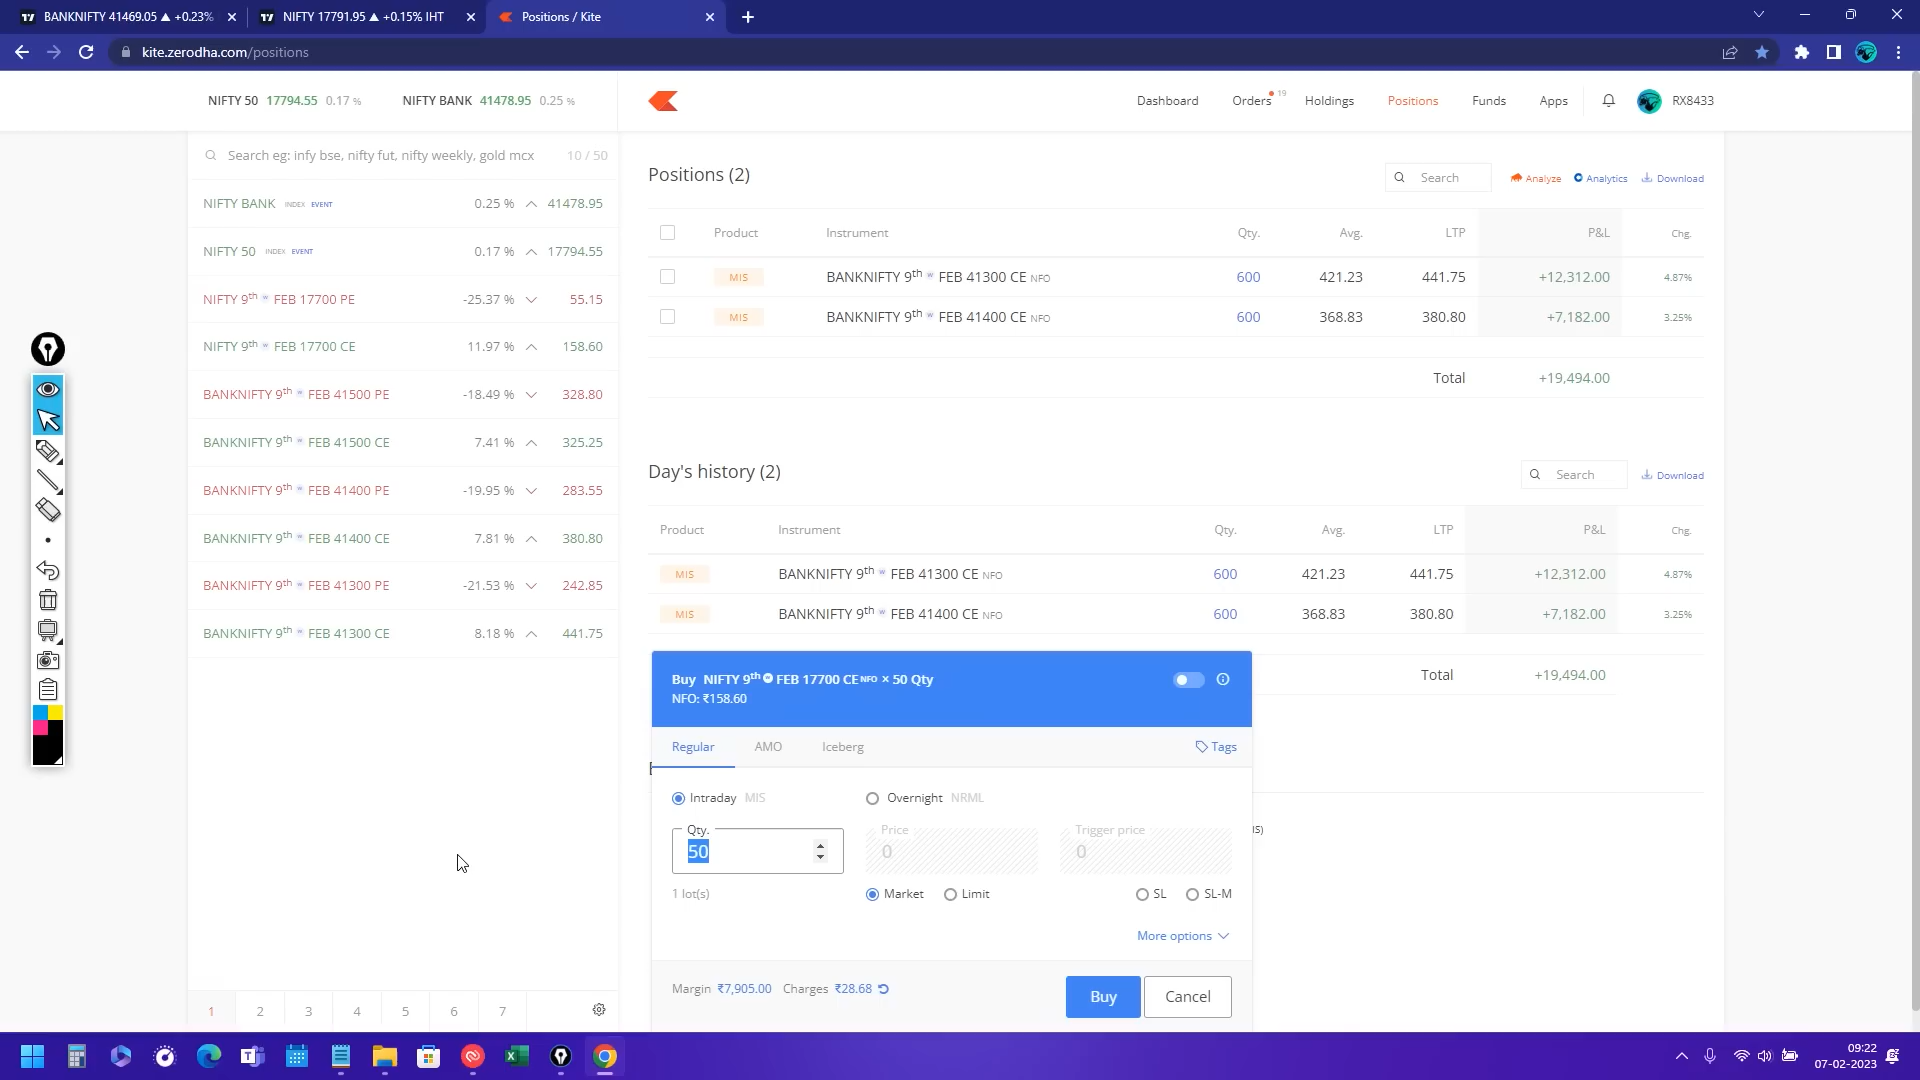 BANKNIFTY 41469.05 ▲ +0.23%
NIFTY 17791.95 ▲ +0.15% IHT
Positions / Kite
kite.zerodha.com/positions
NIFTY 50 17794.55 0.17 %
NIFTY BANK 41478.95 0.25 %
Dashboard
Orders 19
Holdings
Positions
Funds
Apps
RX8433
Search eg: infy bse, nifty fut, nifty weekly, gold mcx 10 / 50
NIFTY BANK INDEX EVENT 0.25 % 41478.95
NIFTY 50 INDEX EVENT 0.17 % 17794.55
NIFTY 9th w FEB 17700 PE -25.37 % 55.15
NIFTY 9th w FEB 17700 CE 11.97 % 158.60
BANKNIFTY 9th w FEB 41500 PE -18.49 % 328.80
BANKNIFTY 9th w FEB 41500 CE 7.41 % 325.25
BANKNIFTY 9th w FEB 41400 PE -19.95 % 283.55
BANKNIFTY 9th w FEB 41400 CE 7.81 % 380.80
BANKNIFTY 9th w FEB 41300 PE -21.53 % 242.85
BANKNIFTY 9th w FEB 41300 CE 8.18 % 441.75
1 2 3 4 5 6 7
Positions (2)
Search Analyze Analytics Download
Product Instrument Qty. Avg. LTP P&L Chg.
MIS BANKNIFTY 9th w FEB 41300 CE NFO 600 421.23 441.75 +12,312.00 4.87%
MIS BANKNIFTY 9th w FEB 41400 CE NFO 600 368.83 380.80 +7,182.00 3.25%
Total +19,494.00
Day's history (2)
Search Download
Product Instrument Qty. Avg. LTP P&L Chg.
MIS BANKNIFTY 9th w FEB 41300 CE NFO 600 421.23 441.75 +12,312.00 4.87%
MIS BANKNIFTY 9th w FEB 41400 CE NFO 600 368.83 380.80 +7,182.00 3.25%
Total +19,494.00
Buy NIFTY 9th w FEB 17700 CE NFO × 50 Qty
NFO: ₹158.60
Regular AMO Iceberg Tags
Intraday MIS Overnight NRML
Qty. Price Trigger price
50 0 0
1 lot(s) Market Limit SL SL-M
More options
Margin ₹7,905.00 Charges ₹28.68
Buy Cancel
09:22
07-02-2023